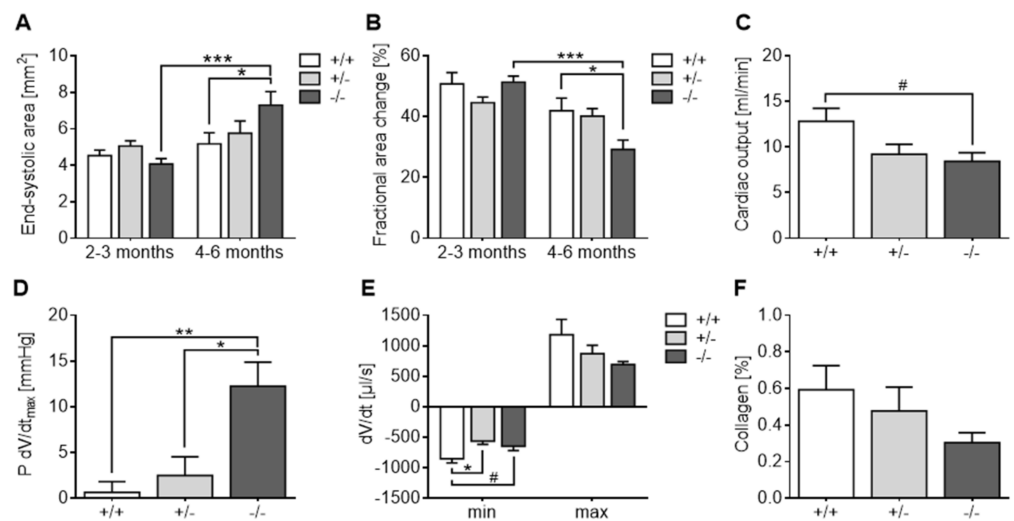 A
End-systolic area [mm²]
10
8
6
4
2
0
***
*
+/+
+/-
-/-
2-3 months 4-6 months
B
Fractional area change [%]
60
40
20
0
***
*
+/+
+/-
-/-
2-3 months 4-6 months
C
Cardiac output [ml/min]
20
15
10
5
0
#
+/+ +/- -/-
D
P dV/dtmax [mmHg]
20
15
10
5
0
**
*
+/+ +/- -/-
E
dV/dt [µl/s]
1500
1000
500
0
-500
-1000
-1500
*
#
+/+
+/-
-/-
min max
F
Collagen [%]
1.0
0.8
0.6
0.4
0.2
0.0
+/+ +/- -/-